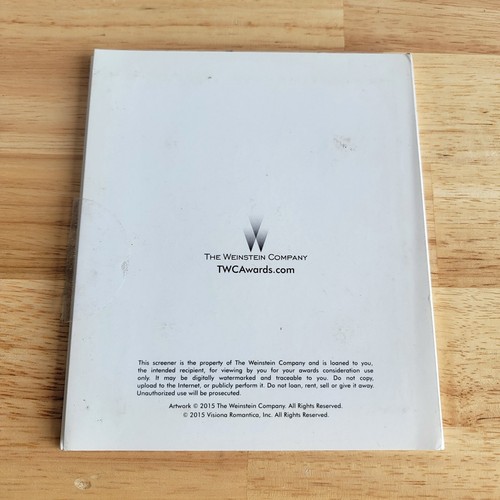 THE WEINSTEIN COMPANY
TWCAwards.com
This screener is the property of The Weinstein Company and is loaned to you,
the intended recipient, for viewing by you for your awards consideration use
only. It may be digitally watermarked and traceable to you. Do not copy,
upload to the Internet, or publicly perform it. Do not loan, rent, sell or give it away.
Unauthorized use will be prosecuted.
Artwork © 2015 The Weinstein Company. All Rights Reserved.
© 2015 Visiona Romantica, Inc. All Rights Reserved.